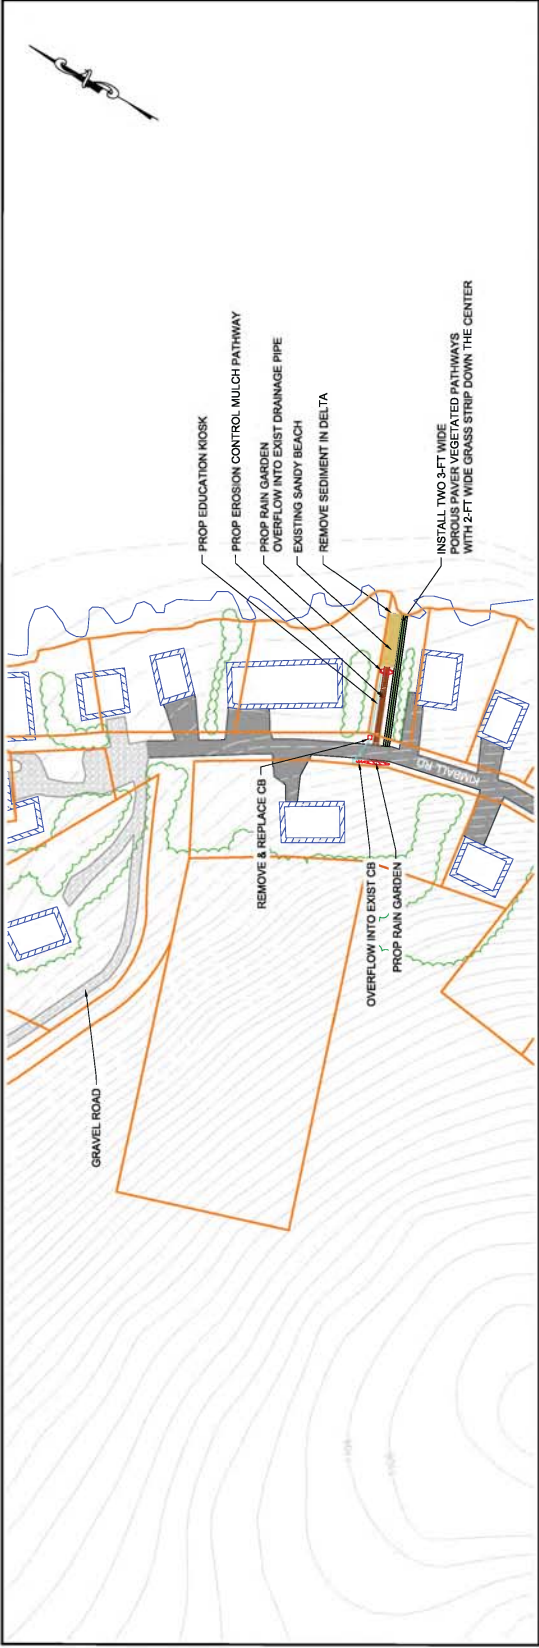 PROP EDUCATION KIOSK
PROP EROSION CONTROL MULCH PATHWAY
PROP RAIN GARDEN
OVERFLOW INTO EXIST DRAINAGE PIPE
EXISTING SANDY BEACH
REMOVE SEDIMENT IN DELTA
INSTALL TWO 3-FT WIDE
POROUS PAVER VEGETATED PATHWAYS
WITH 2-FT WIDE GRASS STRIP DOWN THE CENTER
KIMBALL RD
REMOVE & REPLACE CB
OVERFLOW INTO EXIST CB
PROP RAIN GARDEN
GRAVEL ROAD